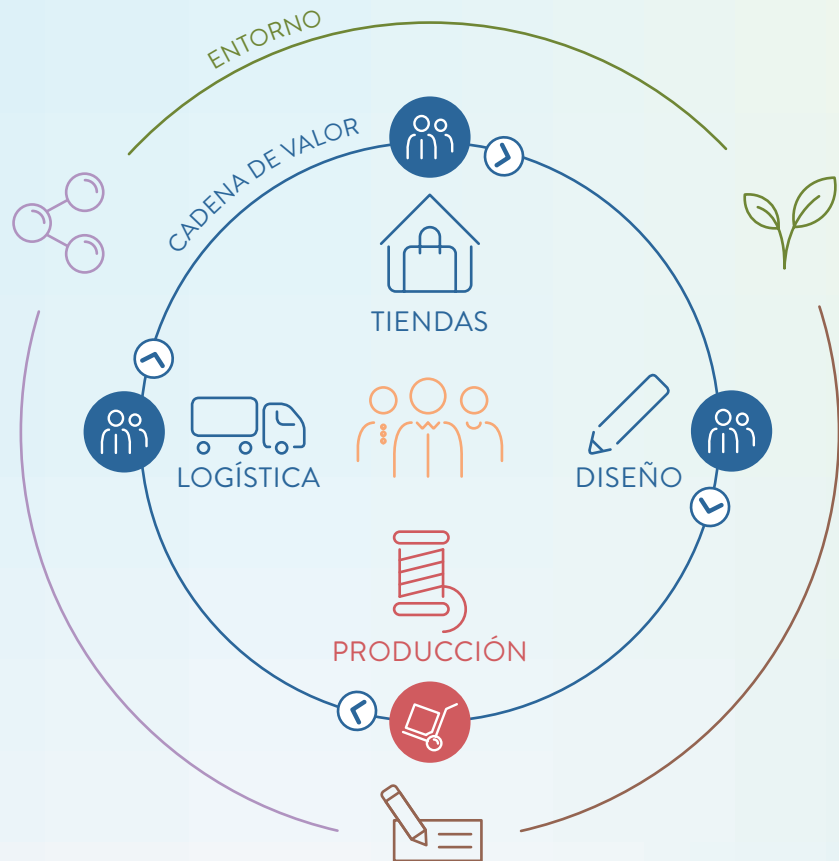 ENTORNO
CADENA DE VALOR
TIENDAS
LOGÍSTICA
DISEÑO
PRODUCCIÓN